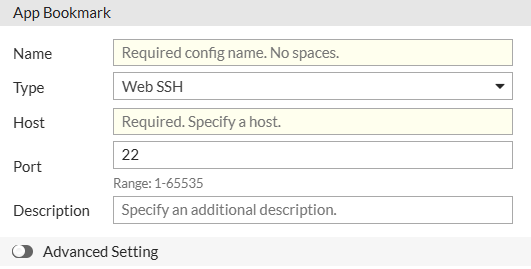 App Bookmark
Name
Required config name. No spaces.
Type
Web SSH
Host
Required. Specify a host.
Port
22
Range: 1-65535
Description
Specify an additional description.
Advanced Setting